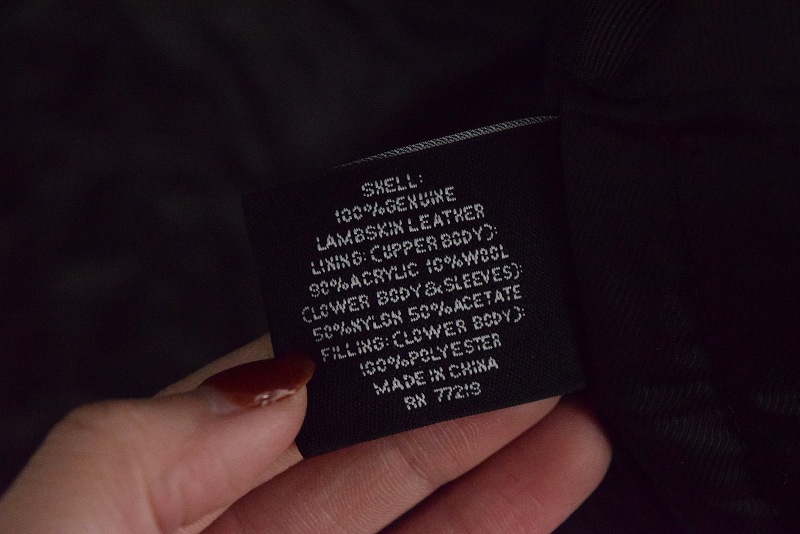 SHELL:
100%GENUINE
LAMBSKIN LEATHER
LINING:(UPPER BODY):
90%ACRYLIC 10%WOOL
(LOWER BODY&SLEEVES):
50%NYLON 50%ACETATE
FILLING:(LOWER BODY):
100%POLYESTER
MADE IN CHINA
RN 77219